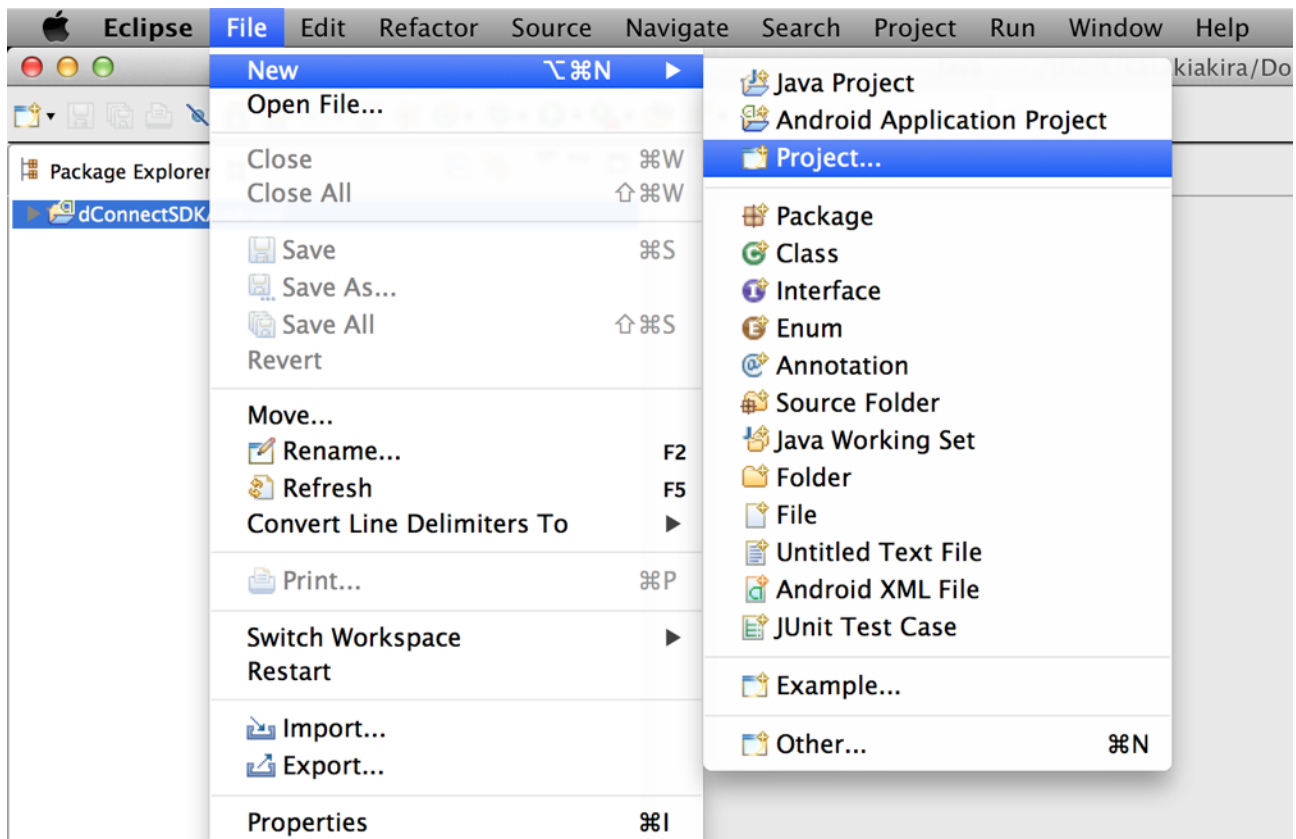 Eclipse File Edit Refactor Source Navigate Search Project Run Window Help
kiakira/Do
Package Explorer
dConnectSDK
New ⌥⌘N ▶
Open File...
Close ⌘W
Close All ⇧⌘W
Save ⌘S
Save As...
Save All ⇧⌘S
Revert
Move...
Rename... F2
Refresh F5
Convert Line Delimiters To ▶
Print... ⌘P
Switch Workspace ▶
Restart
Import...
Export...
Properties ⌘I
Java Project
Android Application Project
Project...
Package
Class
Interface
Enum
Annotation
Source Folder
Java Working Set
Folder
File
Untitled Text File
Android XML File
JUnit Test Case
Example...
Other... ⌘N